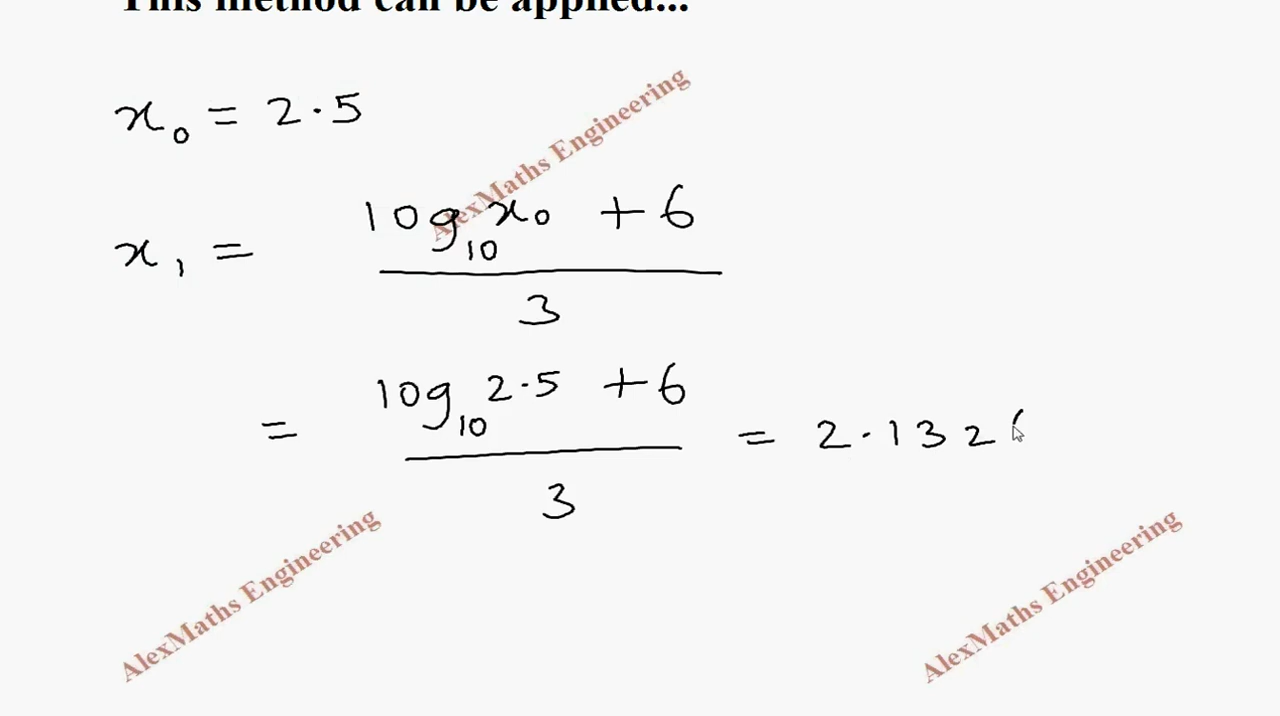 This method can be applied...
x₀ = 2.5
AlexMaths Engineering
x₁ = (log₁₀ x₀ + 6) / 3
= (log₁₀ 2.5 + 6) / 3 = 2.132
AlexMaths Engineering
AlexMaths Engineering